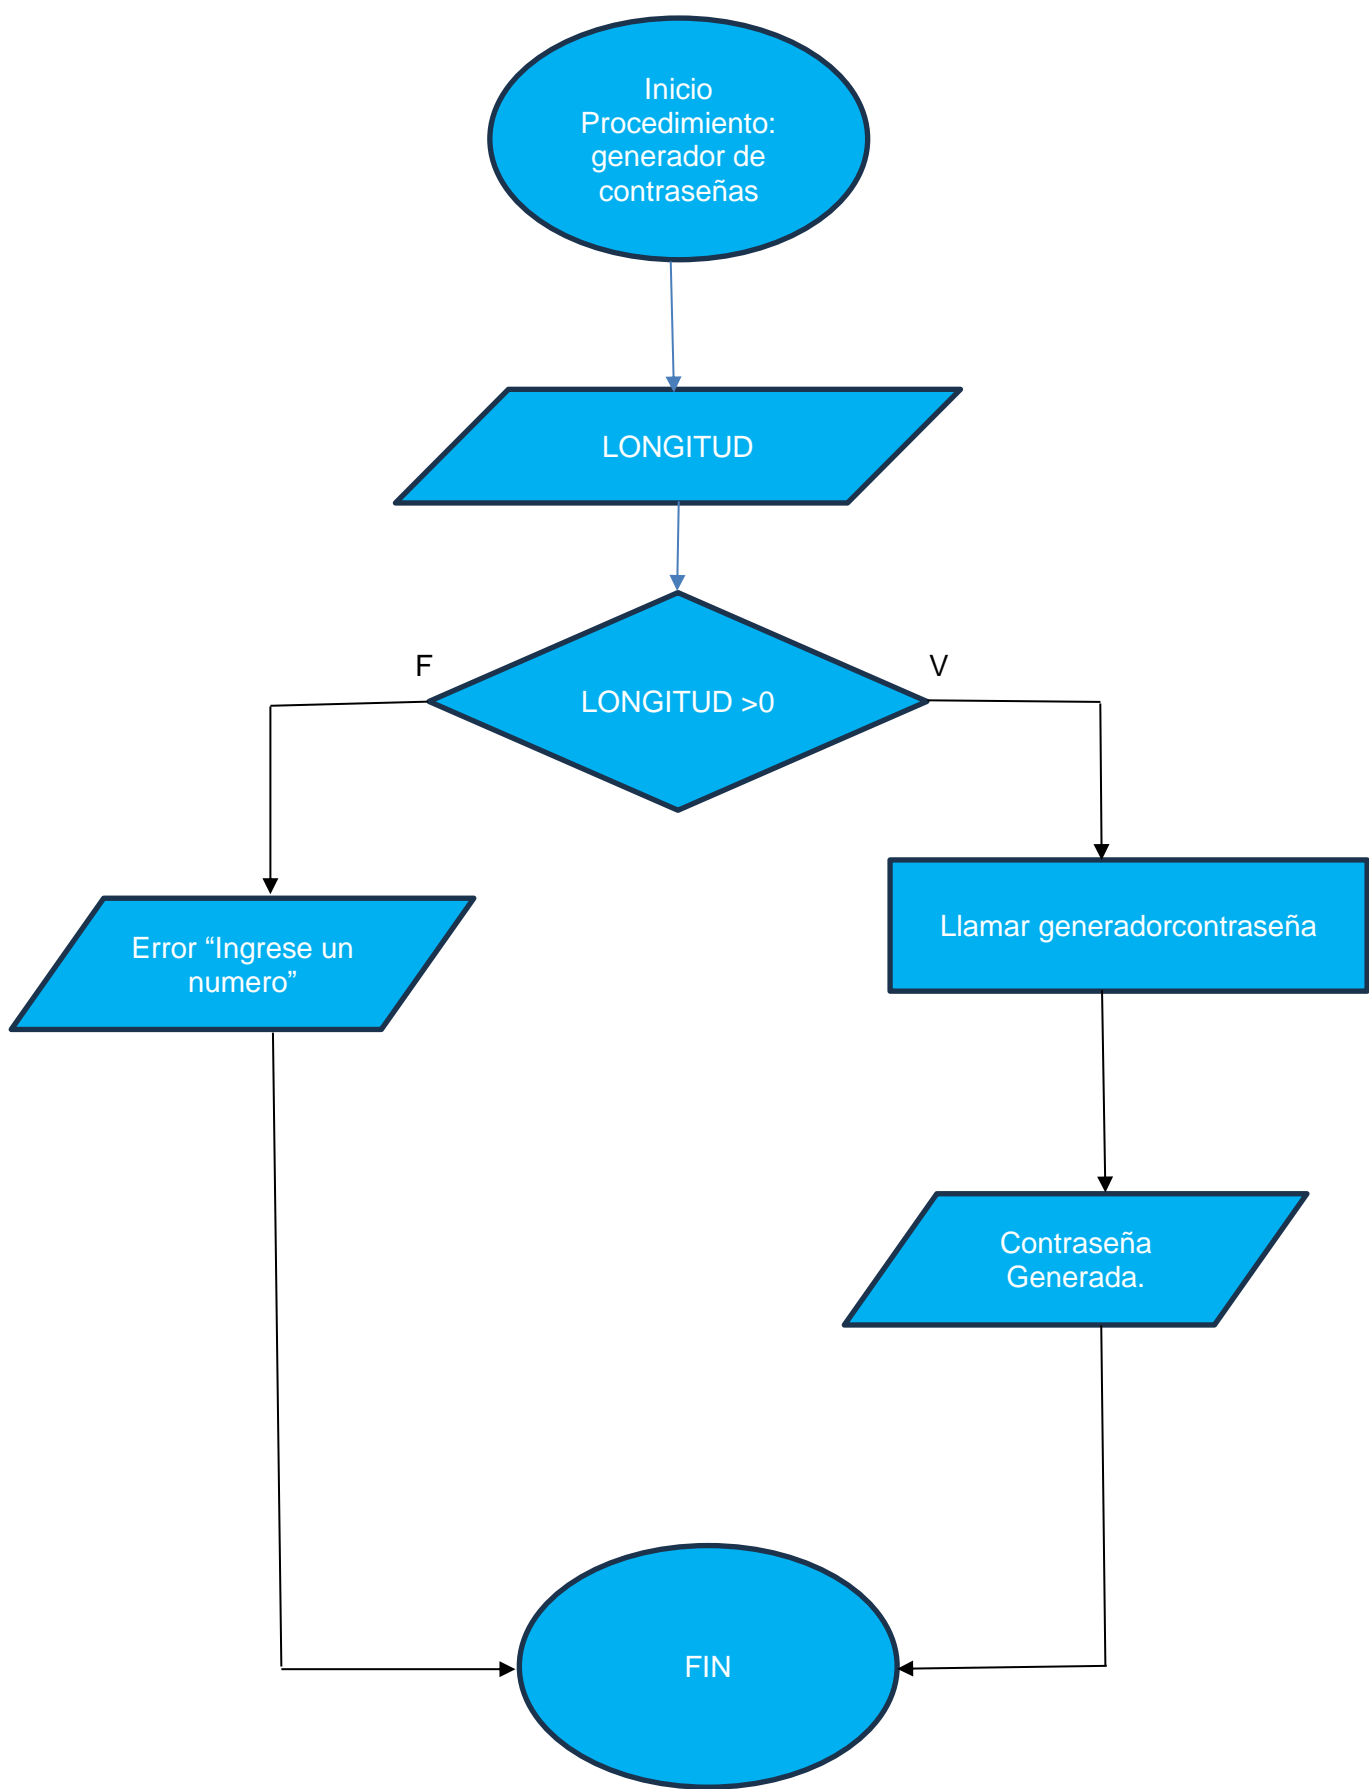 Inicio
Procedimiento:
generador de
contraseñas
LONGITUD
F
V
LONGITUD >0
Llamar generadorcontraseña
Error “Ingrese un
numero”
Contraseña
Generada.
FIN